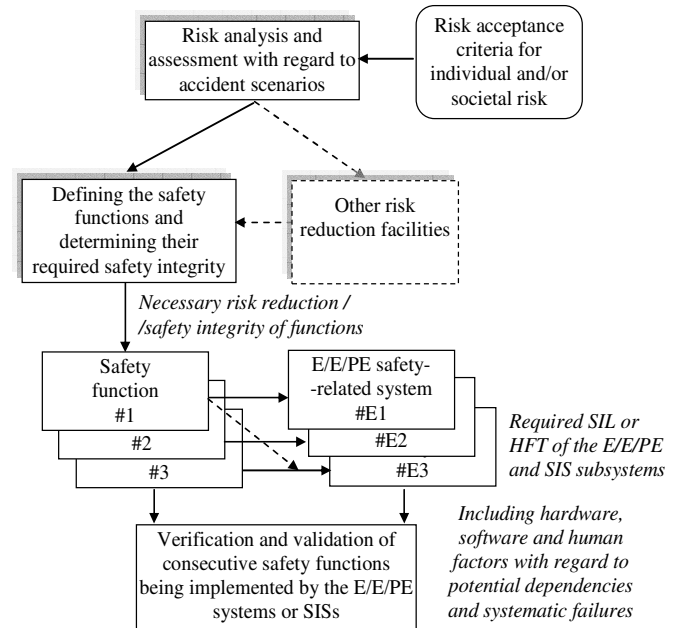 Risk analysis and
assessment with regard to
accident scenarios
Risk acceptance
criteria for
individual and/or
societal risk
Defining the safety
functions and
determining their
required safety integrity
Other risk
reduction facilities
Necessary risk reduction /
/safety integrity of functions
Safety
function
#1
#2
#3
E/E/PE safety-
-related system
#E1
#E2
#E3
Required SIL or
HFT of the E/E/PE
and SIS subsystems
Verification and validation of
consecutive safety functions
being implemented by the E/E/PE
systems or SISs
Including hardware,
software and human
factors with regard to
potential dependencies
and systematic failures